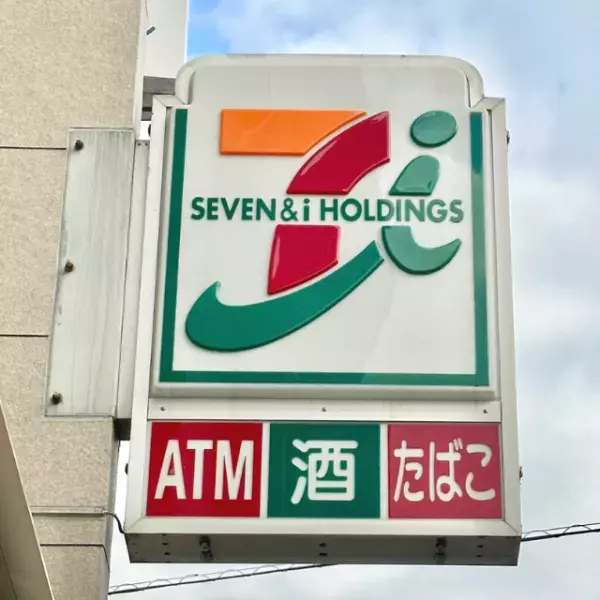 SEVEN&i HOLDINGS
ATM 酒 たばこ